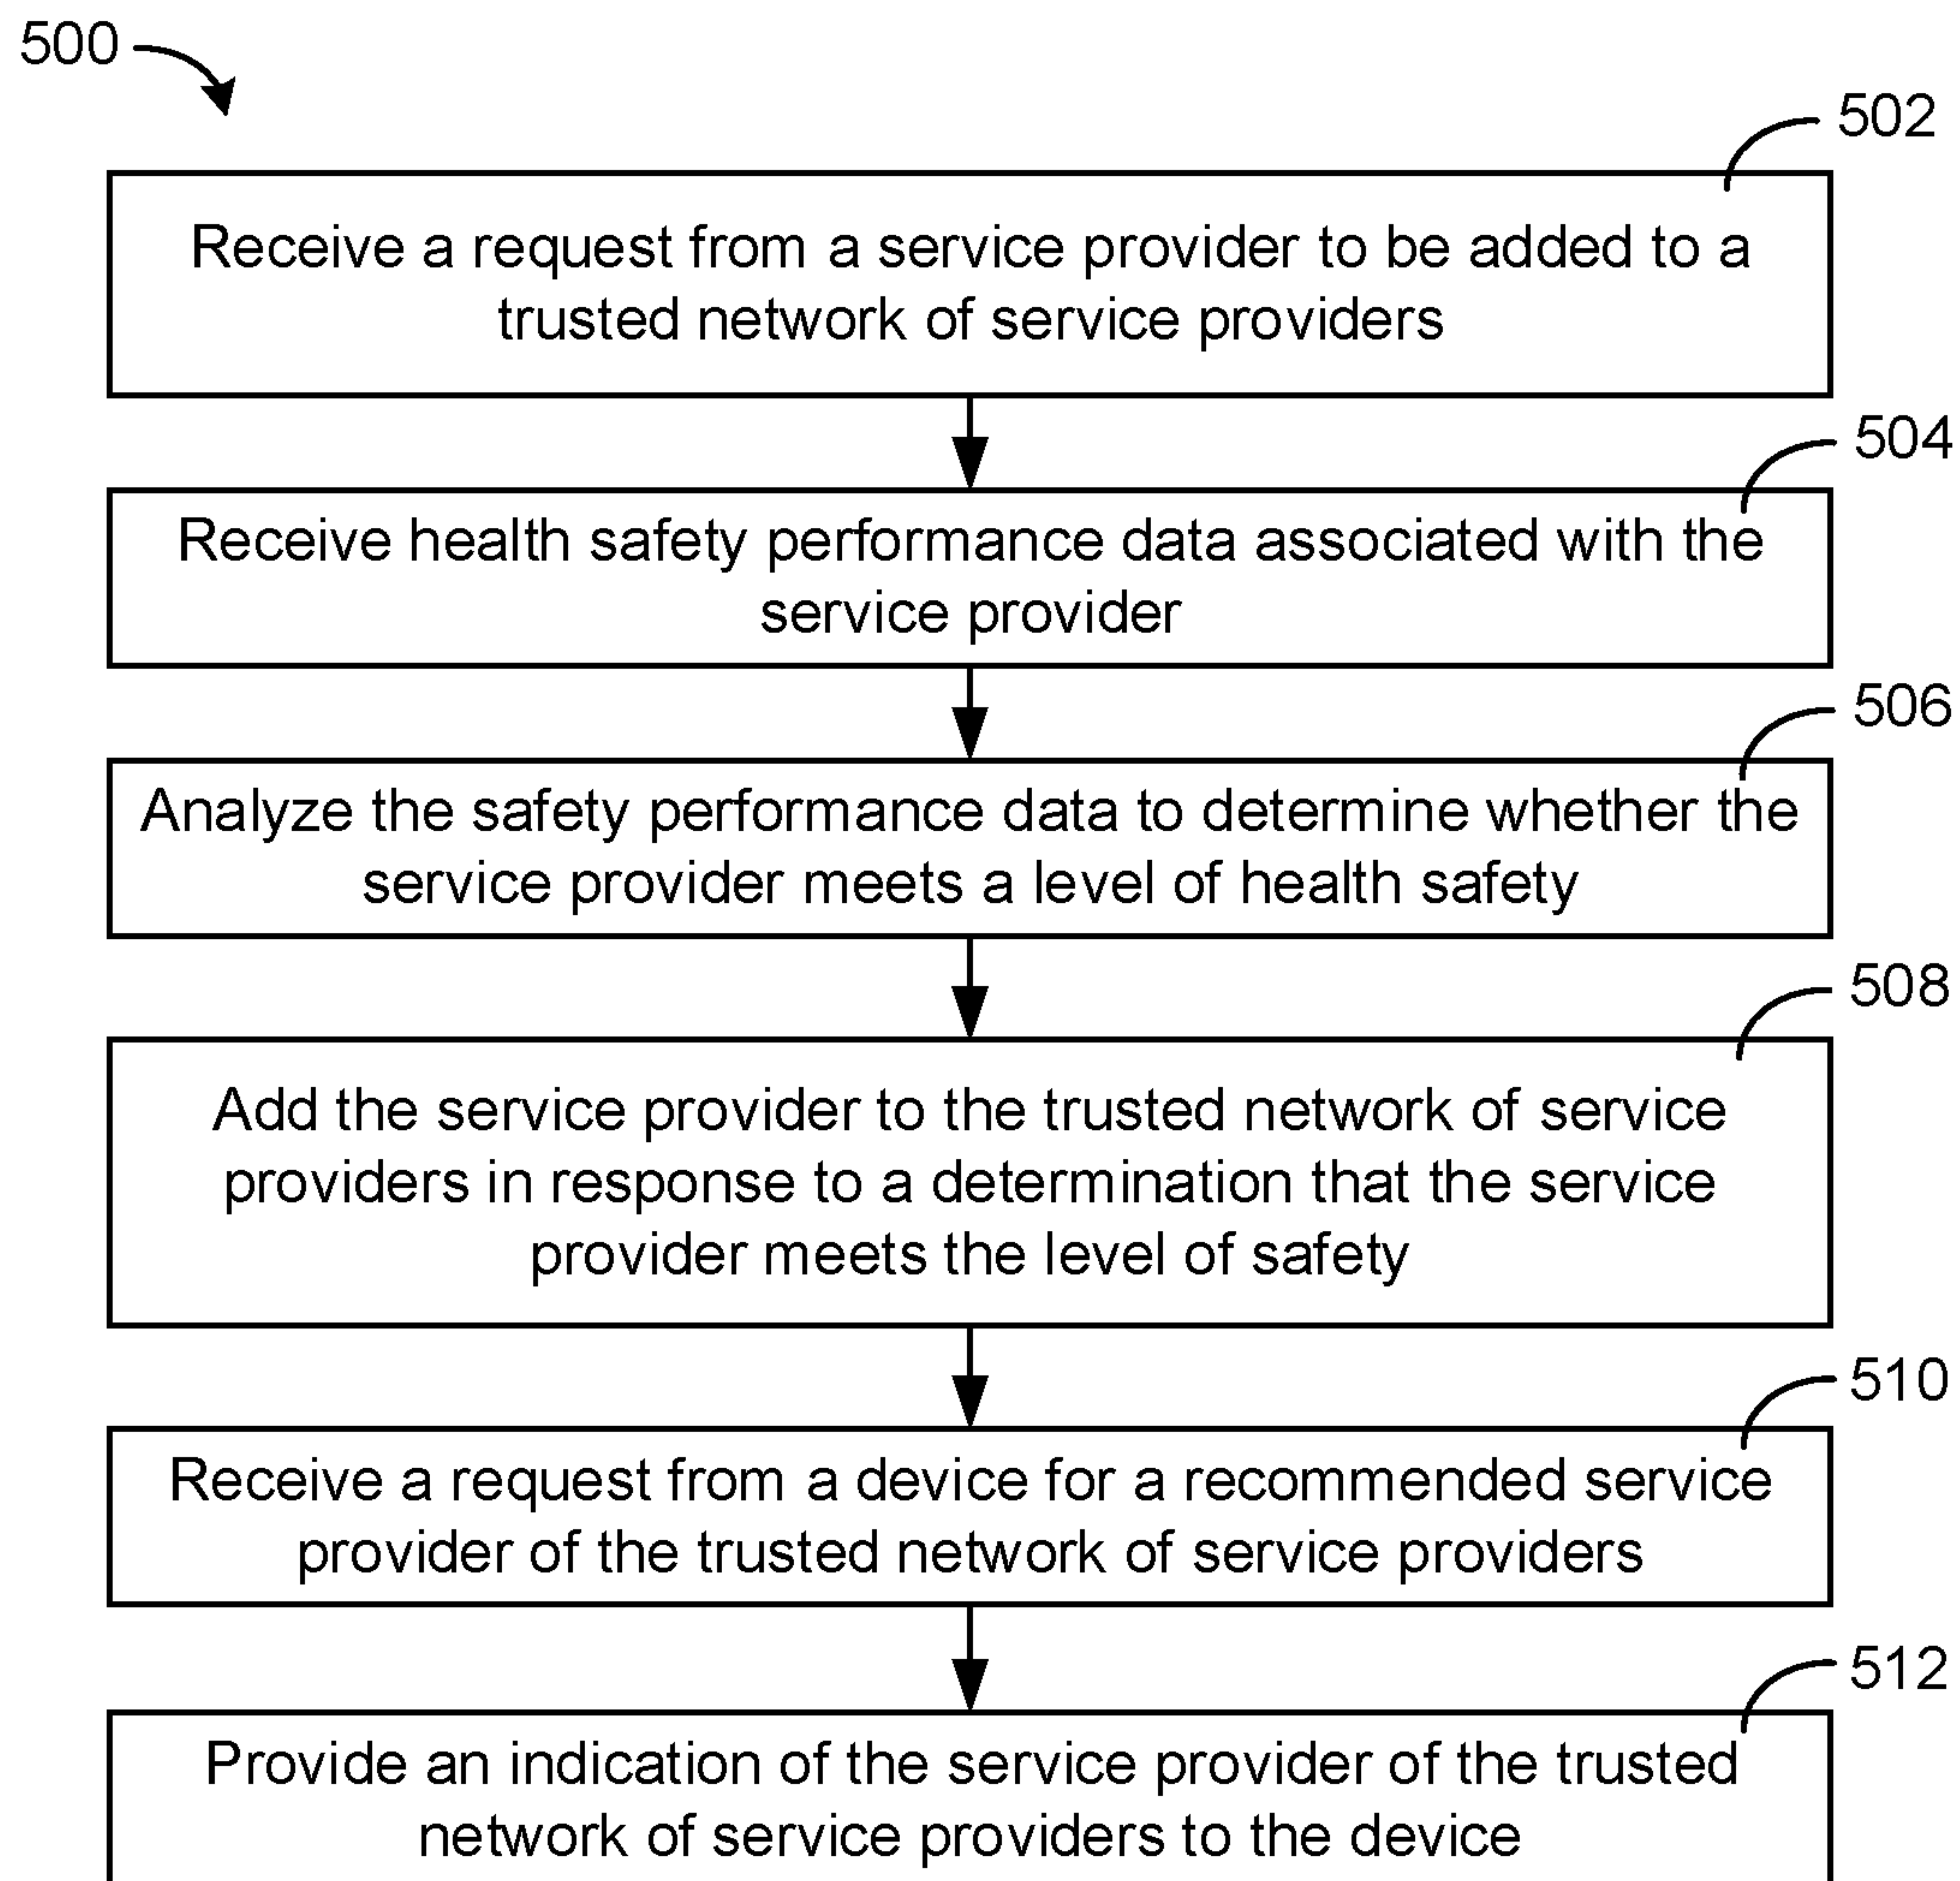 500
502
Receive a request from a service provider to be added to a
trusted network of service providers
504
Receive health safety performance data associated with the
service provider
506
Analyze the safety performance data to determine whether the
service provider meets a level of health safety
508
Add the service provider to the trusted network of service
providers in response to a determination that the service
provider meets the level of safety
510
Receive a request from a device for a recommended service
provider of the trusted network of service providers
512
Provide an indication of the service provider of the trusted
network of service providers to the device